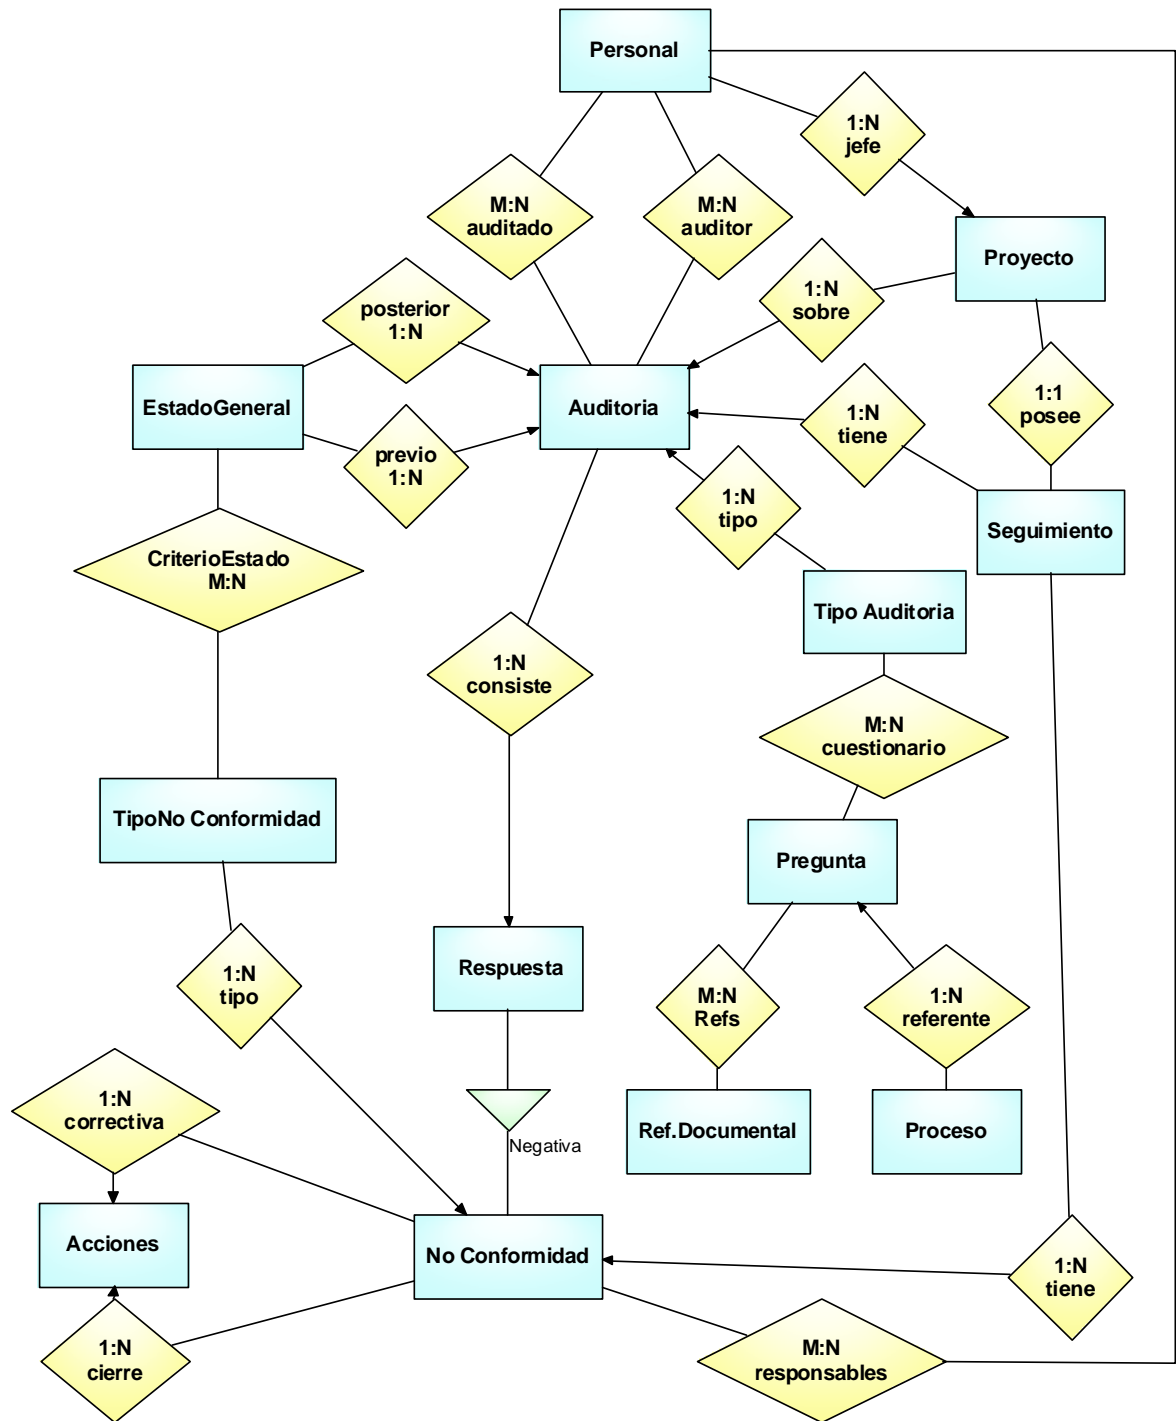 Personal
1:N
jefe
M:N
auditado
M:N
auditor
Proyecto
1:N
sobre
posterior
1:N
EstadoGeneral
Auditoria
1:N
tiene
1:1
posee
previo
1:N
1:N
tipo
Seguimiento
CriterioEstado
M:N
Tipo Auditoria
1:N
consiste
M:N
cuestionario
TipoNo Conformidad
Pregunta
1:N
tipo
Respuesta
M:N
Refs
1:N
referente
1:N
correctiva
Negativa
Ref.Documental
Proceso
Acciones
No Conformidad
1:N
tiene
1:N
cierre
M:N
responsables